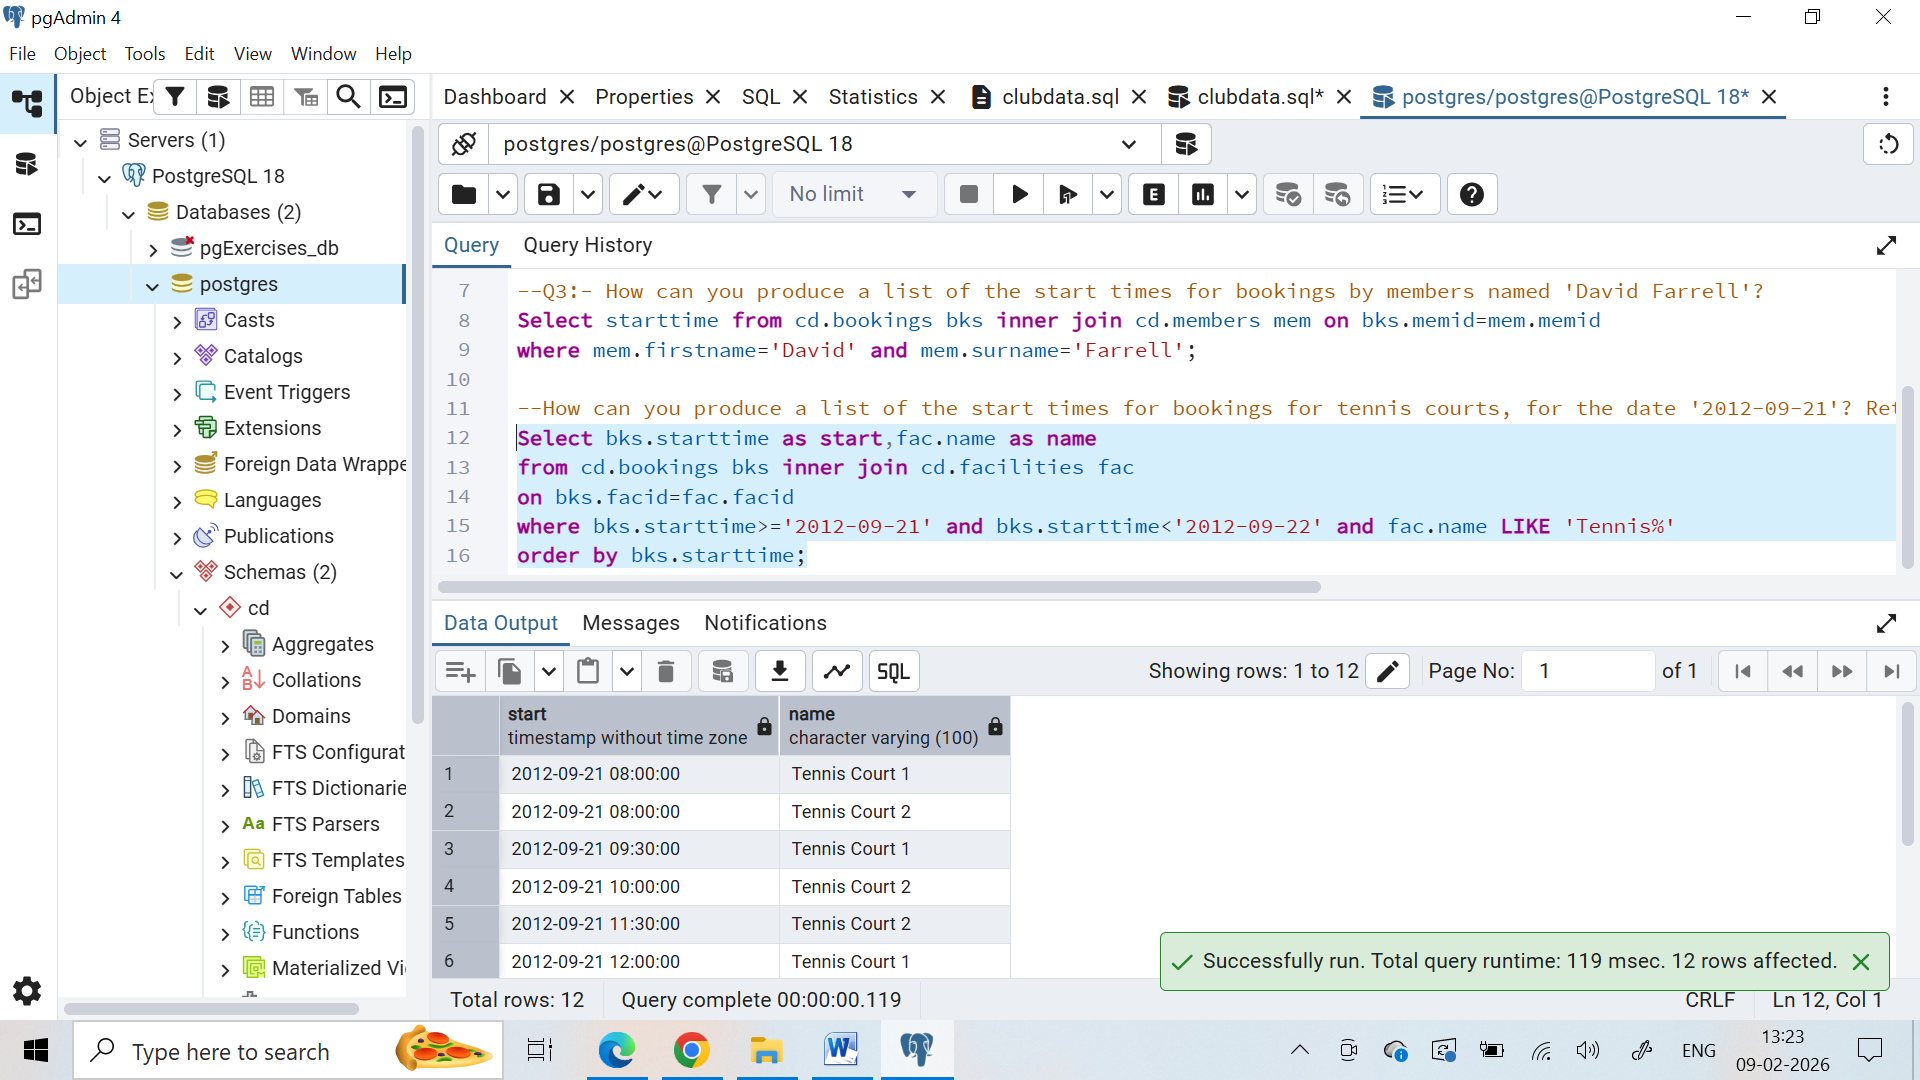 pgAdmin 4
File Object Tools Edit View Window Help
Object Ex
Dashboard Properties SQL Statistics clubdata.sql clubdata.sql* postgres/postgres@PostgreSQL 18*
Servers (1)
PostgreSQL 18
Databases (2)
pgExercises_db
postgres
Casts
Catalogs
Event Triggers
Extensions
Foreign Data Wrappe
Languages
Publications
Schemas (2)
cd
Aggregates
Collations
Domains
FTS Configurat
FTS Dictionarie
FTS Parsers
FTS Templates
Foreign Tables
Functions
Materialized Vi
postgres/postgres@PostgreSQL 18
No limit
Query Query History
7 --Q3:- How can you produce a list of the start times for bookings by members named 'David Farrell'?
8 Select starttime from cd.bookings bks inner join cd.members mem on bks.memid=mem.memid
9 where mem.firstname='David' and mem.surname='Farrell';
10
11 --How can you produce a list of the start times for bookings for tennis courts, for the date '2012-09-21'? Ret
12 Select bks.starttime as start,fac.name as name
13 from cd.bookings bks inner join cd.facilities fac
14 on bks.facid=fac.facid
15 where bks.starttime>='2012-09-21' and bks.starttime<'2012-09-22' and fac.name LIKE 'Tennis%'
16 order by bks.starttime;
Data Output Messages Notifications
SQL
Showing rows: 1 to 12
Page No: 1 of 1
start name
timestamp without time zone character varying (100)
1 2012-09-21 08:00:00 Tennis Court 1
2 2012-09-21 08:00:00 Tennis Court 2
3 2012-09-21 09:30:00 Tennis Court 1
4 2012-09-21 10:00:00 Tennis Court 2
5 2012-09-21 11:30:00 Tennis Court 2
6 2012-09-21 12:00:00 Tennis Court 1
Successfully run. Total query runtime: 119 msec. 12 rows affected.
Total rows: 12 Query complete 00:00:00.119 CRLF Ln 12, Col 1
Type here to search
ENG
13:23
09-02-2026